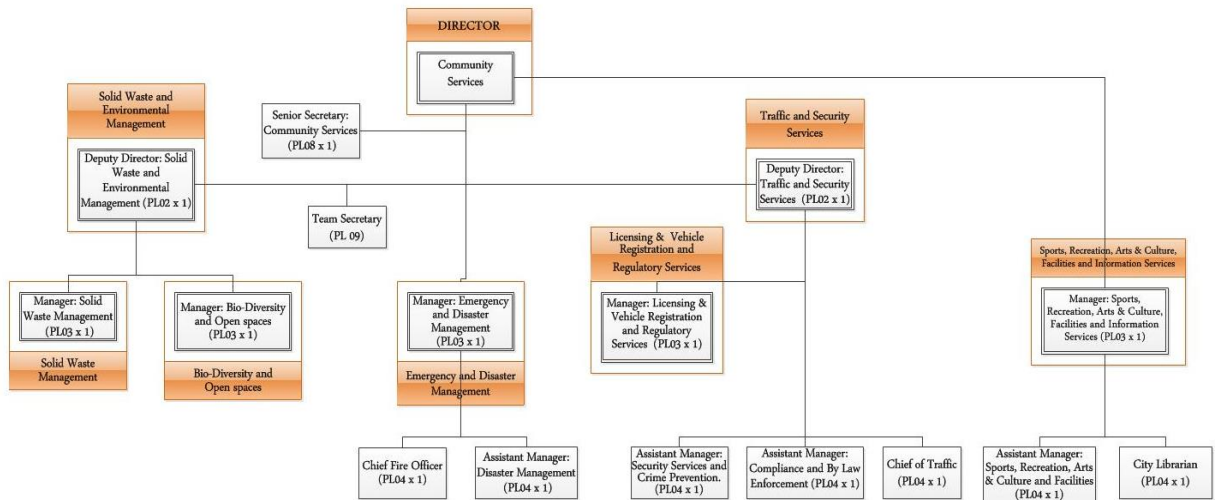 DIRECTOR
Community
Services
Solid Waste and
Environmental
Management
Deputy Director: Solid
Waste and
Environmental
Management (PL02 x 1)
Senior Secretary:
Community Services
(PL08 x 1)
Traffic and Security
Services
Deputy Director:
Traffic and Security
Services (PL02 x 1)
Team Secretary
(PL 09)
Manager: Solid
Waste Management
(PL03 x 1)
Solid Waste
Management
Manager: Bio-Diversity
and Open spaces
(PL03 x 1)
Bio-Diversity and
Open spaces
Manager: Emergency
and Disaster
Management
(PL03 x 1)
Emergency and Disaster
Management
Licensing & Vehicle
Registration and
Regulatory Services
Manager: Licensing &
Vehicle Registration
and Regulatory
Services (PL03 x 1)
Sports, Recreation, Arts & Culture,
Facilities and Information Services
Manager: Sports,
Recreation, Arts & Culture,
Facilities and Information
Services (PL03 x 1)
Chief Fire Officer
(PL04 x 1)
Assistant Manager:
Disaster Management
(PL04 x 1)
Assistant Manager:
Security Services and
Crime Prevention.
(PL04 x 1)
Assistant Manager:
Compliance and By Law
Enforcement (PL04 x 1)
Chief of Traffic
(PL04 x 1)
Assistant Manager:
Sports, Recreation, Arts
& Culture and Facilities
(PL04 x 1)
City Librarian
(PL04 x 1)